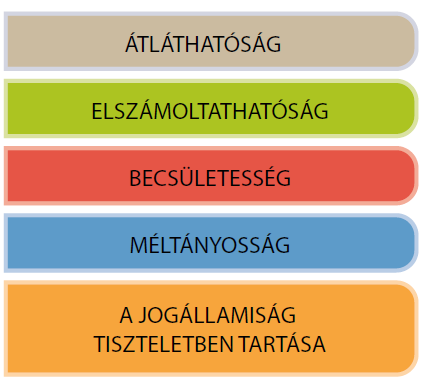 ÁTLÁTHATÓSÁG
ELSZÁMOLTATHATÓSÁG
BECSÜLETESSÉG
MÉLTÁNYOSSÁG
A JOGÁLLAMISÁG
TISZTELETBEN TARTÁSA